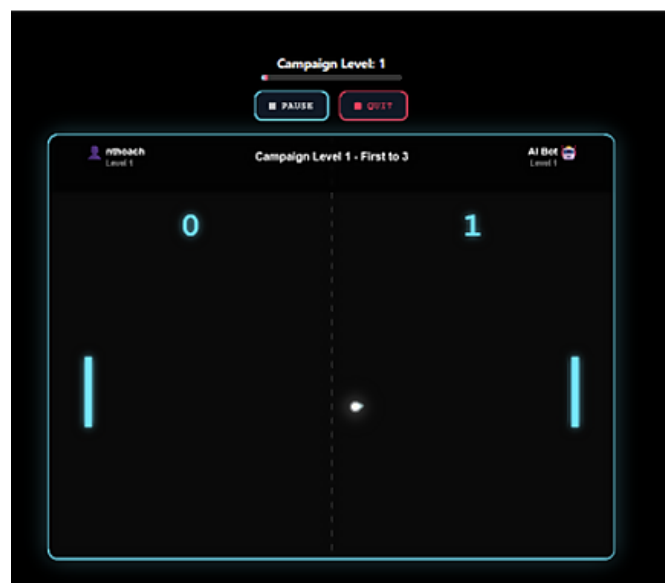 Campaign Level: 1
PAUSE
QUIT
nthoach
Level 1
Campaign Level 1 - First to 3
AI Bot
Level 1
0
1